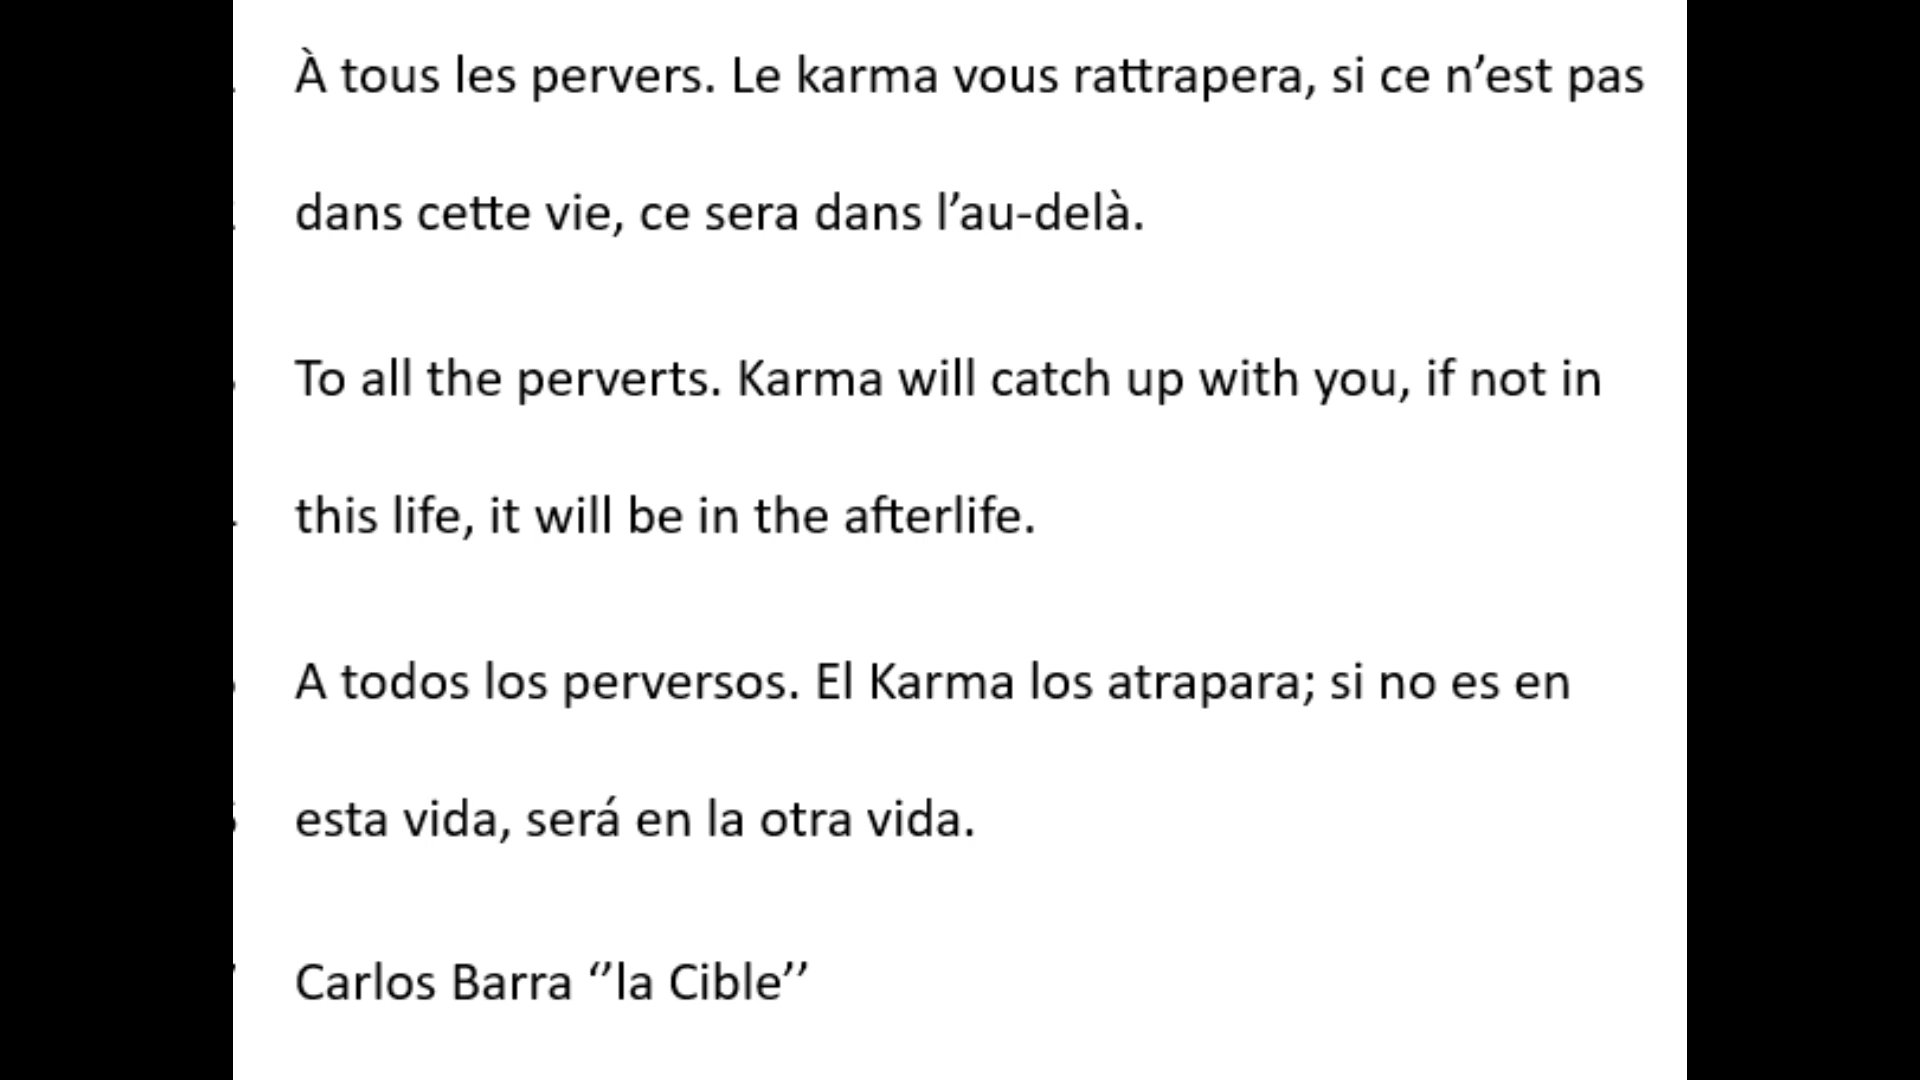 À tous les pervers. Le karma vous rattrapera, si ce n’est pas
dans cette vie, ce sera dans l’au-delà.
To all the perverts. Karma will catch up with you, if not in
this life, it will be in the afterlife.
A todos los perversos. El Karma los atrapara; si no es en
esta vida, será en la otra vida.
Carlos Barra ‘’la Cible’’